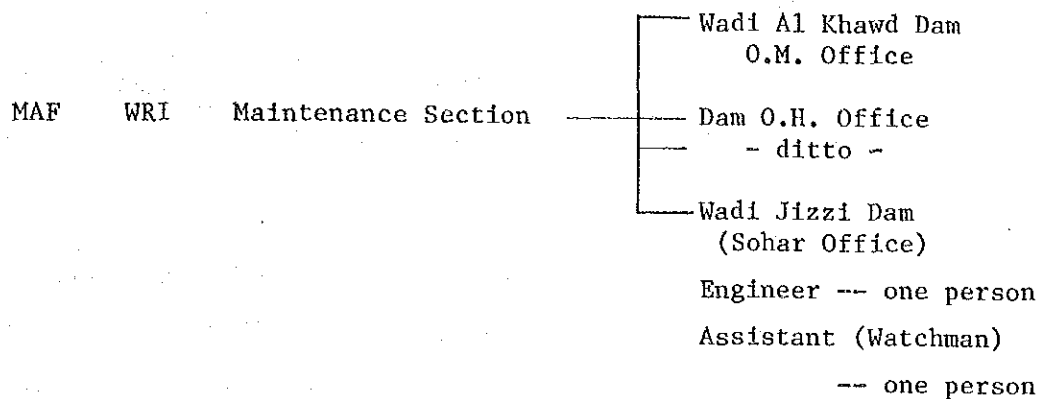 Wadi Al Khawd Dam
O.M. Office
MAF WRI Maintenance Section
Dam O.H. Office
- ditto -
Wadi Jizzi Dam
(Sohar Office)
Engineer -- one person
Assistant (Watchman)
-- one person